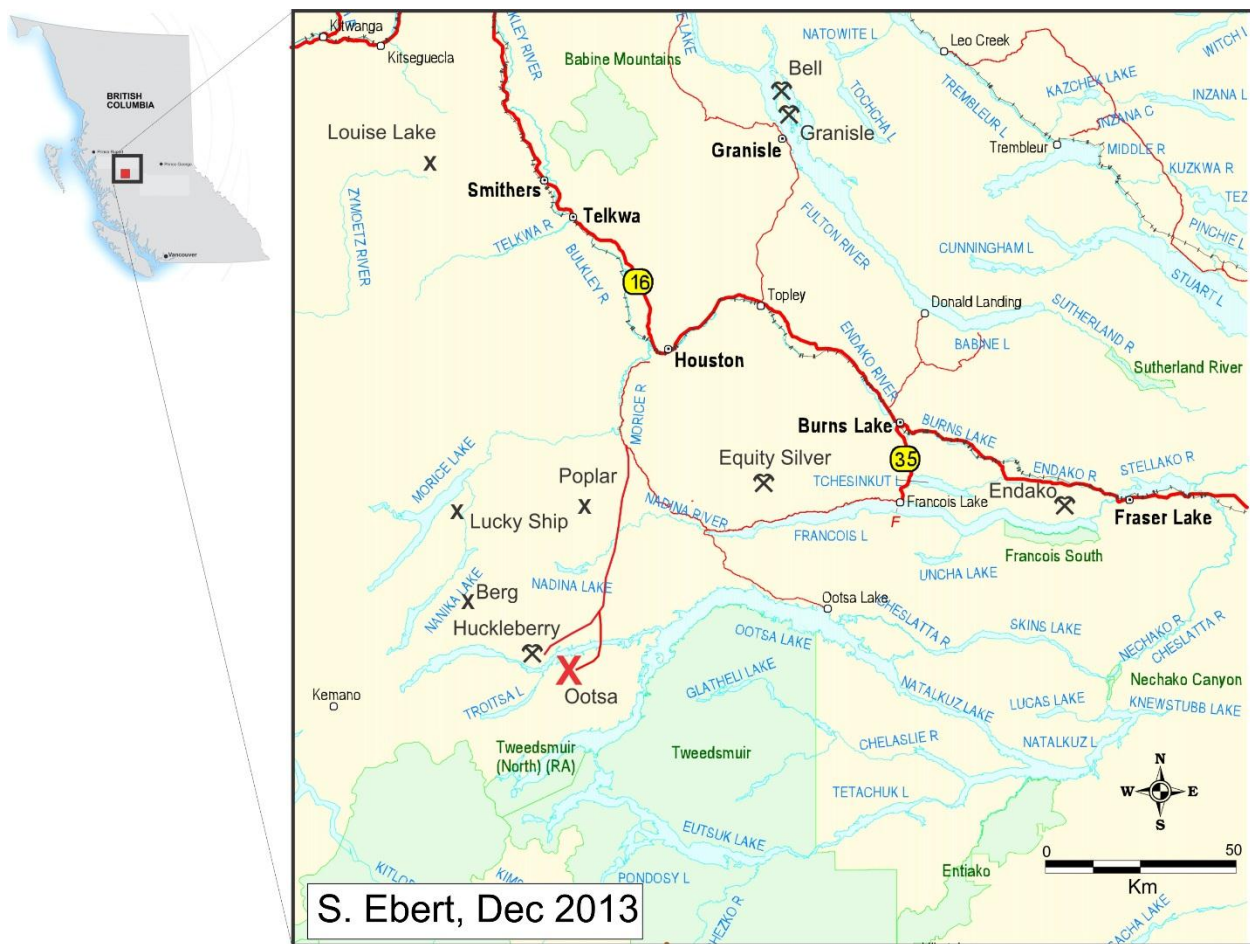 BRITISH
COLUMBIA
Prince George
Vancouver
Kitwanga
Kitseguecla
Babine Mountains
NATOWITE L
Leo Creek
Bell
TOCHCHA L
KAZCHEK LAKE
INZANA L
TREMBLEUR L
INZANA C
Louise Lake
Granisle
Granisle
Trembleur
MIDDLE R
KUZKWA R
Smithers
Telkwa
ZYMOETZ RIVER
TELKWA R
BULKLEY R
FULTON RIVER
CUNNINGHAM L
PINCHIE L
STUART L
16
Topley
Donald Landing
SUTHERLAND R
BABINE L
Houston
ENDAKO RIVER
Sutherland River
MORICE R
Burns Lake
BURNS LAKE
35
MORICE LAKE
Poplar
Equity Silver
TCHESINKUT L
ENDAKO R
STELLAKO R
Endako
Lucky Ship
NADINA RIVER
Francois Lake
Fraser Lake
F
FRANCOIS L
Francois South
UNCHA LAKE
NADINA LAKE
NANIKA LAKE
Berg
Ootsa Lake
CHESLATTA R
Huckleberry
OOTSA LAKE
SKINS LAKE
NECHAKO R
CHESLATTA R
Ootsa
GLATHELI LAKE
Nechako Canyon
Kemano
TROITSA L
NATALKUZ LAKE
LUCAS LAKE
KNEWSTUBB LAKE
Tweedsmuir
(North) (RA)
Tweedsmuir
CHELASLIE R
NATALKUZ L
TETACHUK L
N
W E
S
EUTSUK LAKE
0 50
Km
Entiako
PONDOSY L
S. Ebert, Dec 2013